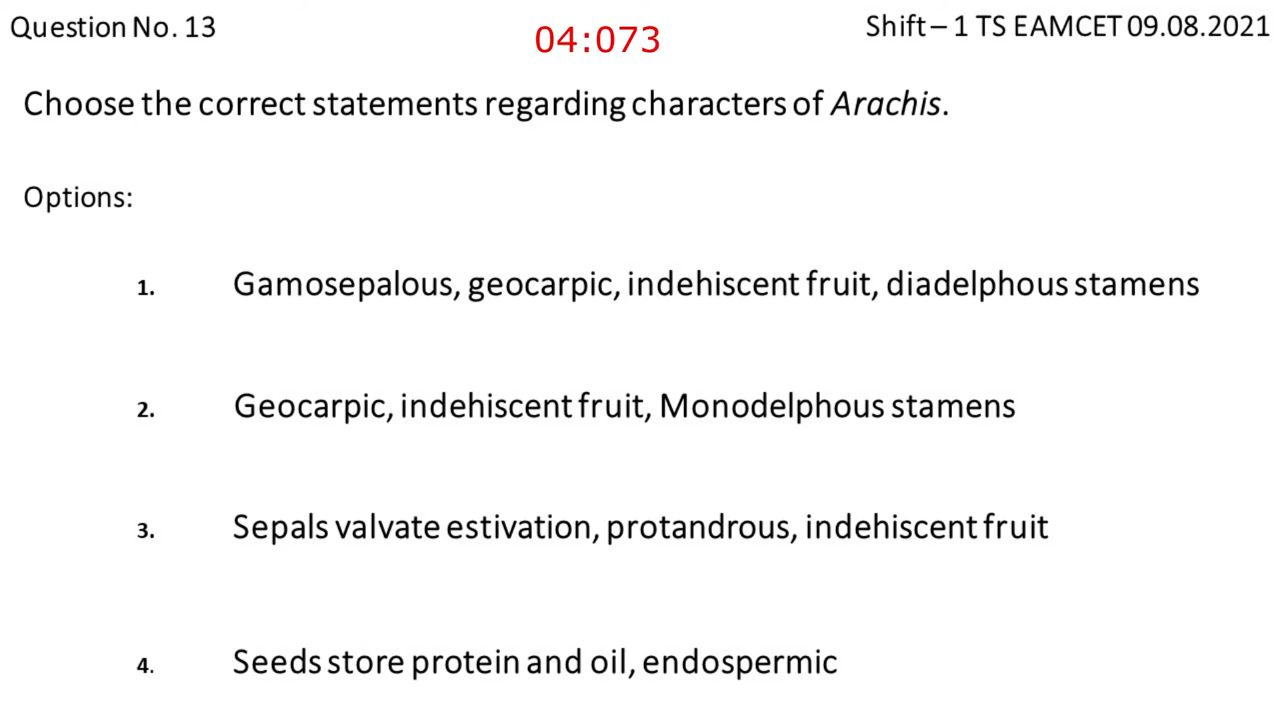 Question No. 13
04:073
Shift – 1 TS EAMCET 09.08.2021
Choose the correct statements regarding characters of Arachis.
Options:
1. Gamosepalous, geocarpic, indehiscent fruit, diadelphous stamens
2. Geocarpic, indehiscent fruit, Monodelphous stamens
3. Sepals valvate estivation, protandrous, indehiscent fruit
4. Seeds store protein and oil, endospermic